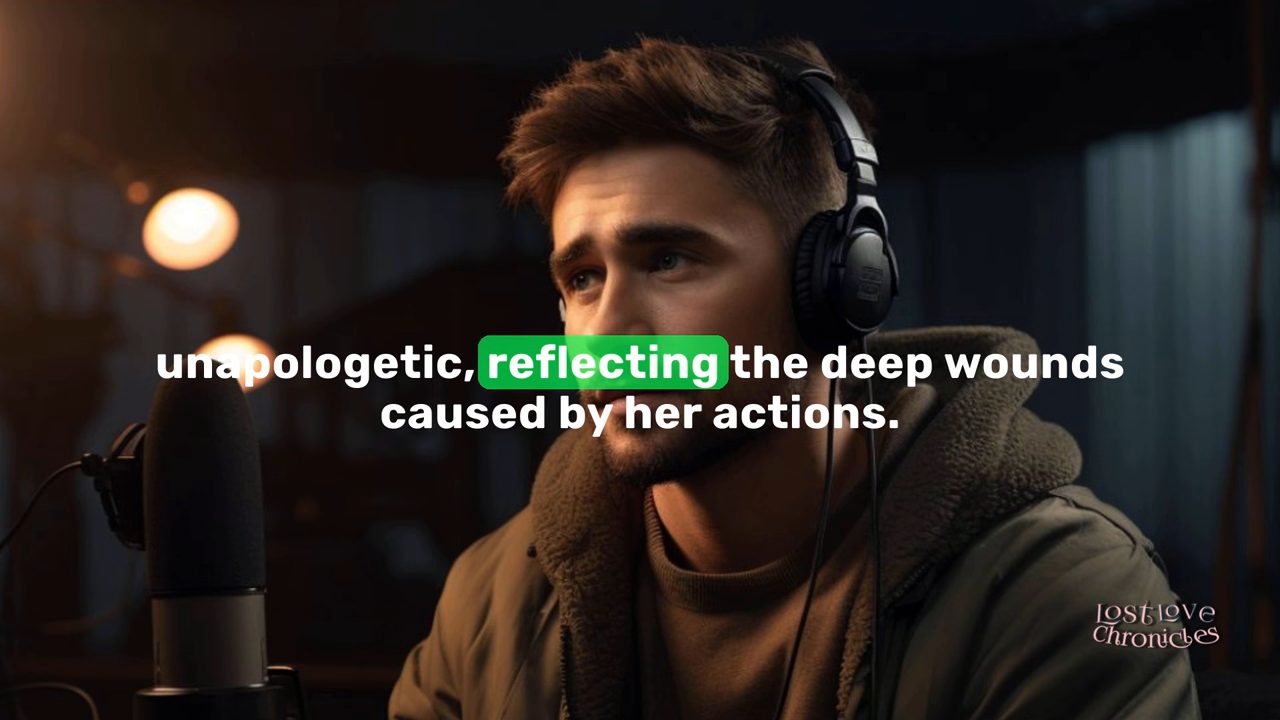 unapologetic, reflecting the deep wounds
caused by her actions.
Lost Love
Chronicles